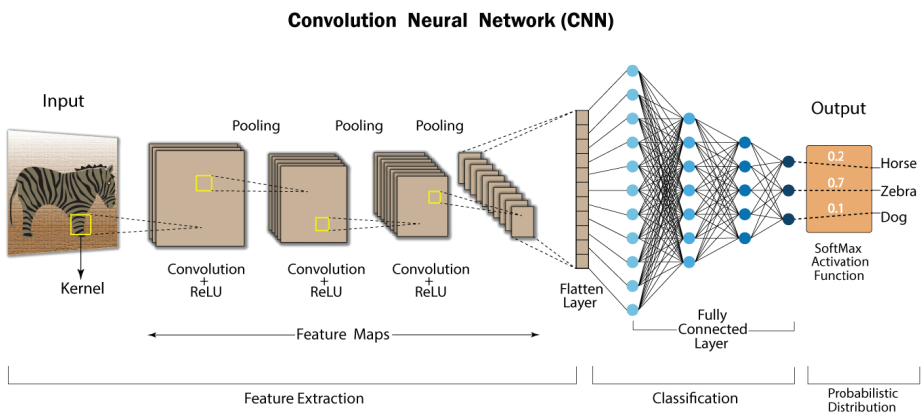 Convolution Neural Network (CNN)
Input
Output
Pooling
Pooling
Pooling
0.2
Horse
0.7
Zebra
0.1
Dog
Kernel
Convolution
+
ReLU
Convolution
+
ReLU
Convolution
+
ReLU
Flatten
Layer
SoftMax
Activation
Function
Feature Maps
Fully
Connected
Layer
Feature Extraction
Classification
Probabilistic
Distribution